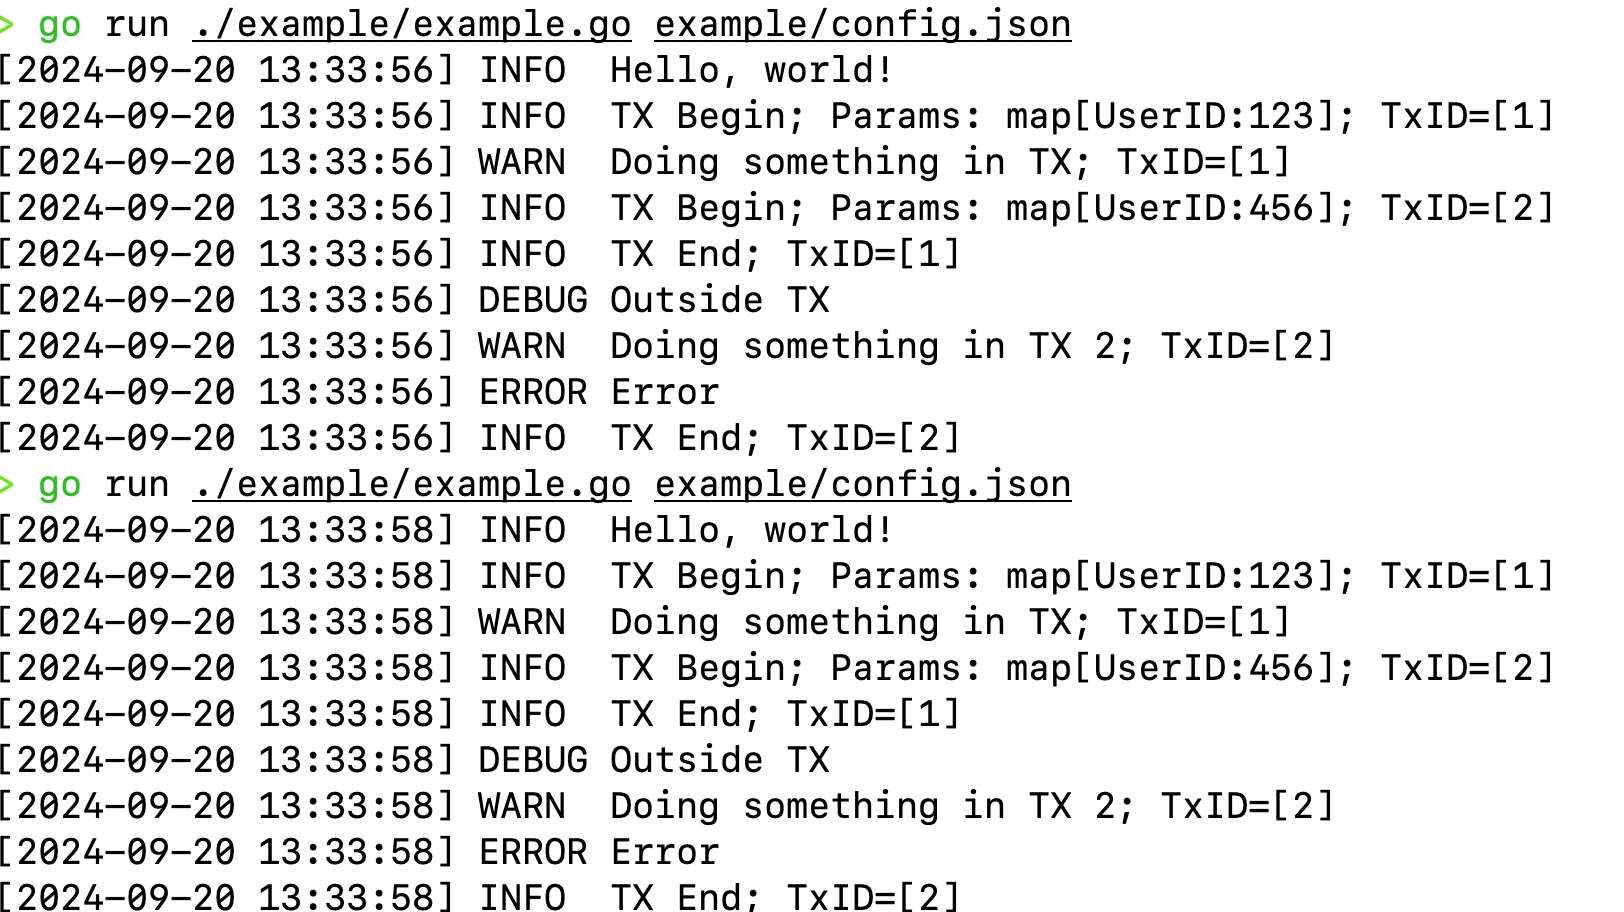 > go run ./example/example.go example/config.json
[2024-09-20 13:33:56] INFO  Hello, world!
[2024-09-20 13:33:56] INFO  TX Begin; Params: map[UserID:123]; TxID=[1]
[2024-09-20 13:33:56] WARN  Doing something in TX; TxID=[1]
[2024-09-20 13:33:56] INFO  TX Begin; Params: map[UserID:456]; TxID=[2]
[2024-09-20 13:33:56] INFO  TX End; TxID=[1]
[2024-09-20 13:33:56] DEBUG Outside TX
[2024-09-20 13:33:56] WARN  Doing something in TX 2; TxID=[2]
[2024-09-20 13:33:56] ERROR Error
[2024-09-20 13:33:56] INFO  TX End; TxID=[2]
> go run ./example/example.go example/config.json
[2024-09-20 13:33:58] INFO  Hello, world!
[2024-09-20 13:33:58] INFO  TX Begin; Params: map[UserID:123]; TxID=[1]
[2024-09-20 13:33:58] WARN  Doing something in TX; TxID=[1]
[2024-09-20 13:33:58] INFO  TX Begin; Params: map[UserID:456]; TxID=[2]
[2024-09-20 13:33:58] INFO  TX End; TxID=[1]
[2024-09-20 13:33:58] DEBUG Outside TX
[2024-09-20 13:33:58] WARN  Doing something in TX 2; TxID=[2]
[2024-09-20 13:33:58] ERROR Error
[2024-09-20 13:33:58] INFO  TX End; TxID=[2]